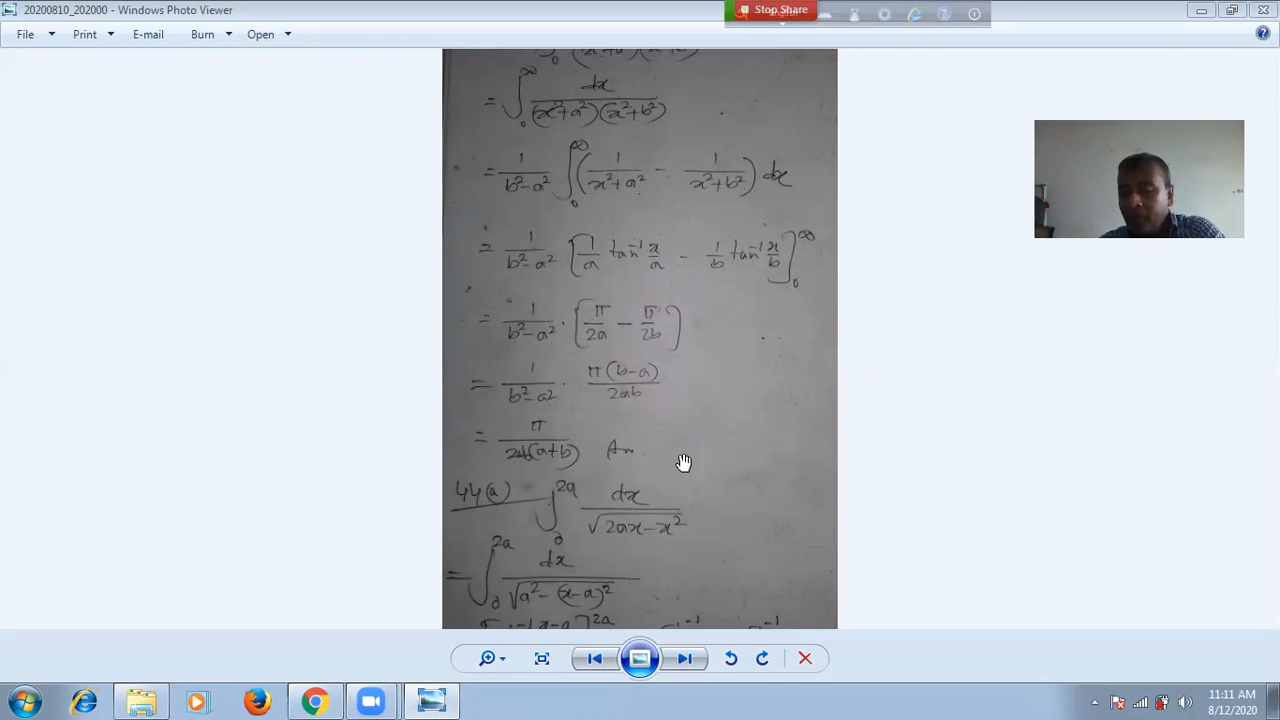 20200810_202000 - Windows Photo Viewer
Stop Share
File Print E-mail Burn Open
= ∫₀^∞ dx / (x²+a²)(x²+b²)
= 1/(b²-a²) ∫₀^∞ (1/(x²+a²) - 1/(x²+b²)) dx
= 1/(b²-a²) [1/a tan⁻¹ x/a - 1/b tan⁻¹ x/b]₀^∞
= 1/(b²-a²) · [π/2a - π/2b]
= 1/(b²-a²) · π(b-a)/2ab
= π/2ab(a+b) An.
44(a) ∫₀^2a dx/√(2ax-x²)
= ∫₀^2a dx/√(a²-(x-a)²)
11:11 AM
8/12/2020